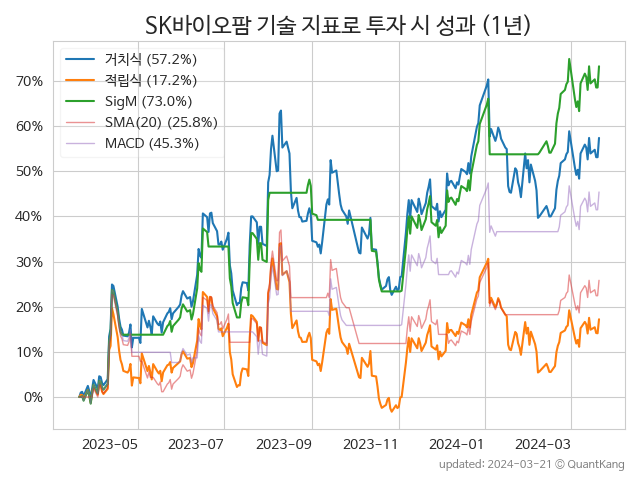 SK바이오팜 기술 지표로 투자 시 성과 (1년)
거치식 (57.2%)
적립식 (17.2%)
SigM (73.0%)
SMA(20) (25.8%)
MACD (45.3%)
70%
60%
50%
40%
30%
20%
10%
0%
2023-05 2023-07 2023-09 2023-11 2024-01 2024-03
updated: 2024-03-21 © QuantKang